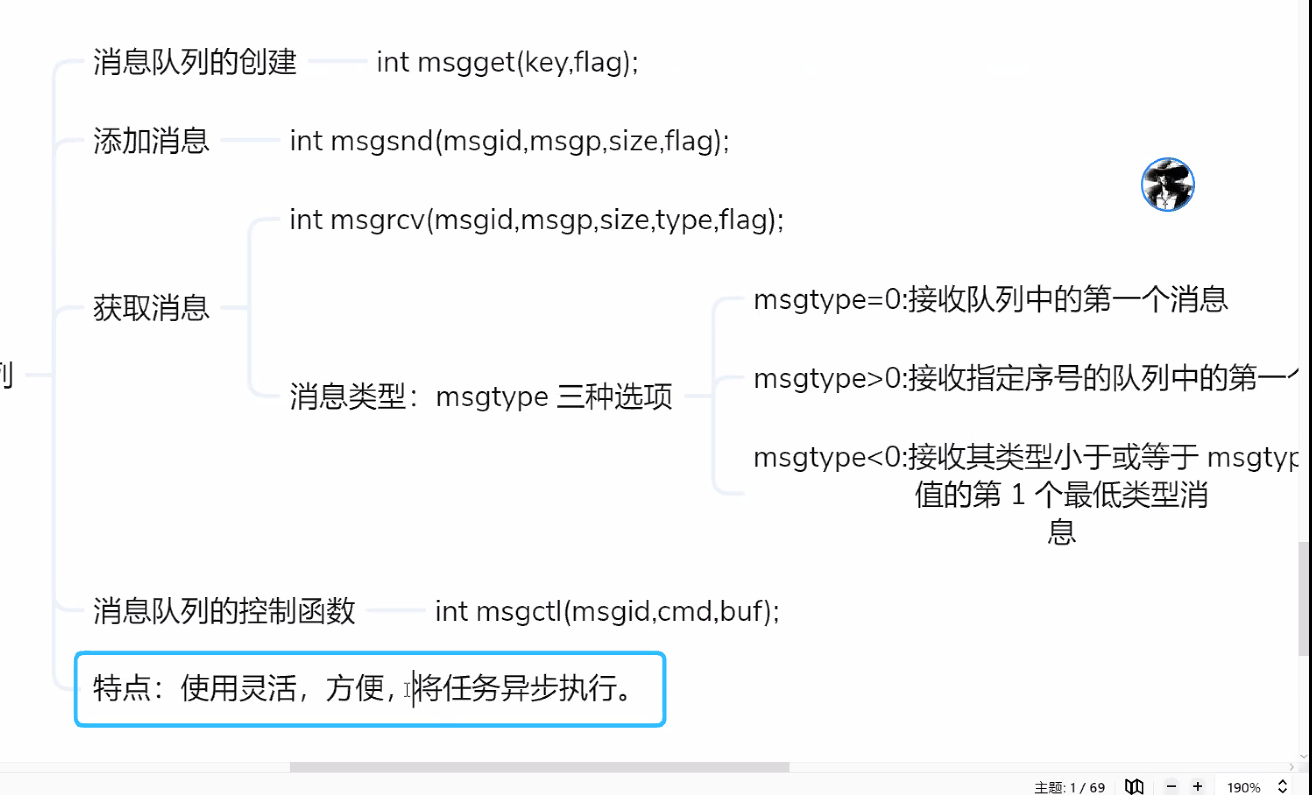 消息队列的创建
int msgget(key,flag);
添加消息
int msgsnd(msgid,msgp,size,flag);
int msgrcv(msgid,msgp,size,type,flag);
获取消息
列
消息类型：msgtype 三种选项
msgtype=0:接收队列中的第一个消息
msgtype>0:接收指定序号的队列中的第一
msgtype<0:接收其类型小于或等于 msgtyp
值的第 1 个最低类型消
息
消息队列的控制函数
int msgctl(msgid,cmd,buf);
特点：使用灵活，方便，将任务异步执行。
主题: 1 / 69
190%